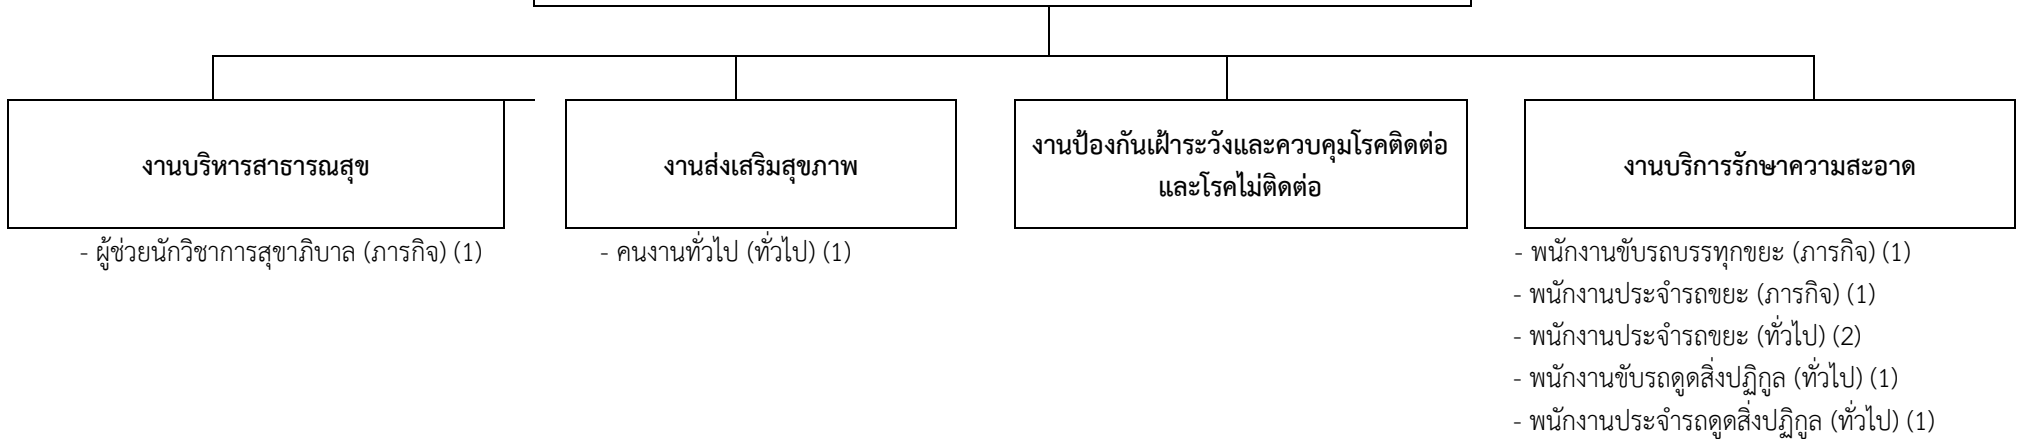 งานบริหารสาธารณสุข
- ผู้ช่วยนักวิชาการสุขาภิบาล (ภารกิจ) (1)
งานส่งเสริมสุขภาพ
- คนงานทั่วไป (ทั่วไป) (1)
งานป้องกันเฝ้าระวังและควบคุมโรคติดต่อ
และโรคไม่ติดต่อ
งานบริการรักษาความสะอาด
- พนักงานขับรถบรรทุกขยะ (ภารกิจ) (1)
- พนักงานประจำรถขยะ (ภารกิจ) (1)
- พนักงานประจำรถขยะ (ทั่วไป) (2)
- พนักงานขับรถดูดสิ่งปฏิกูล (ทั่วไป) (1)
- พนักงานประจำรถดูดสิ่งปฏิกูล (ทั่วไป) (1)